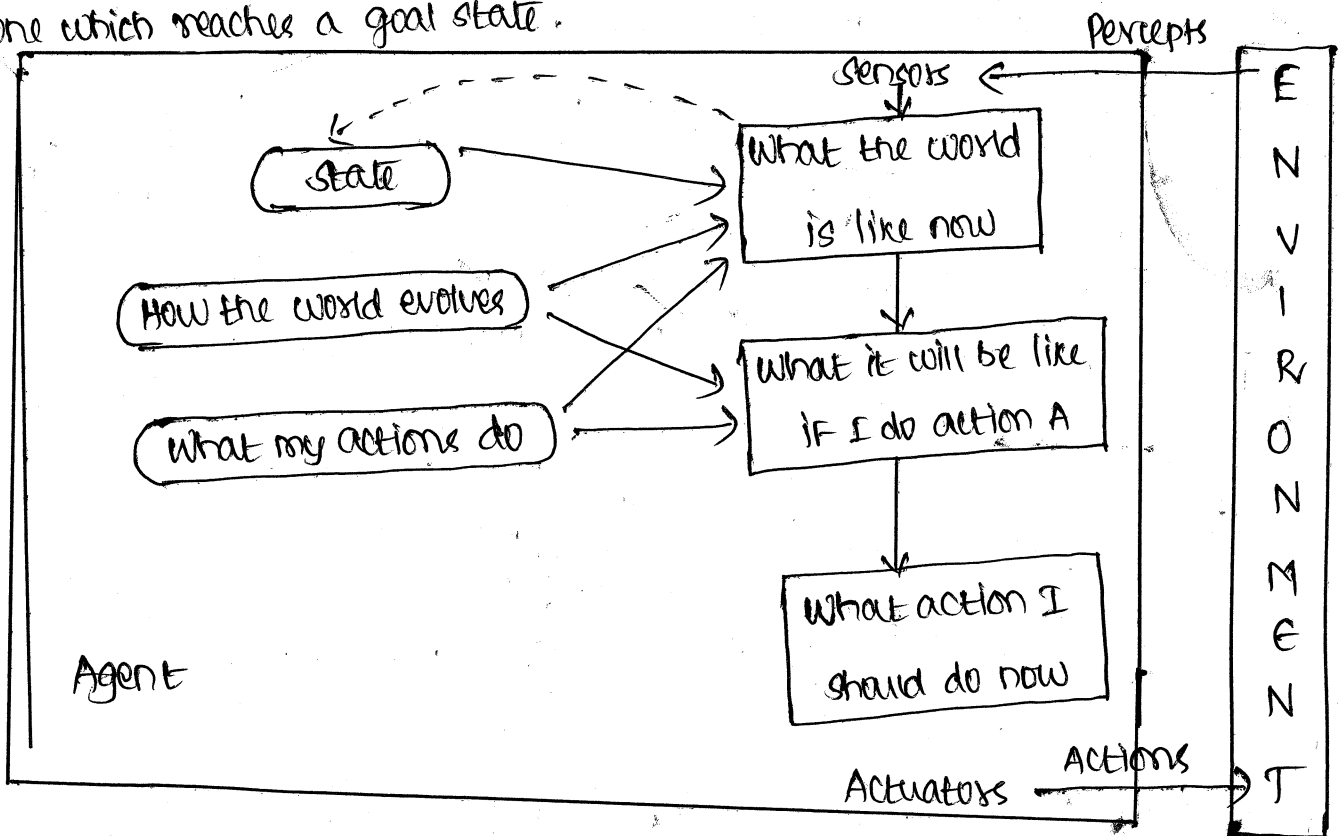 one which reaches a goal state.
Percepts
Sensors
What the world
is like now
State
How the world evolves
What it will be like
if I do action A
What my actions do
What action I
should do now
Agent
Actuators
Actions
ENVIRONMENT